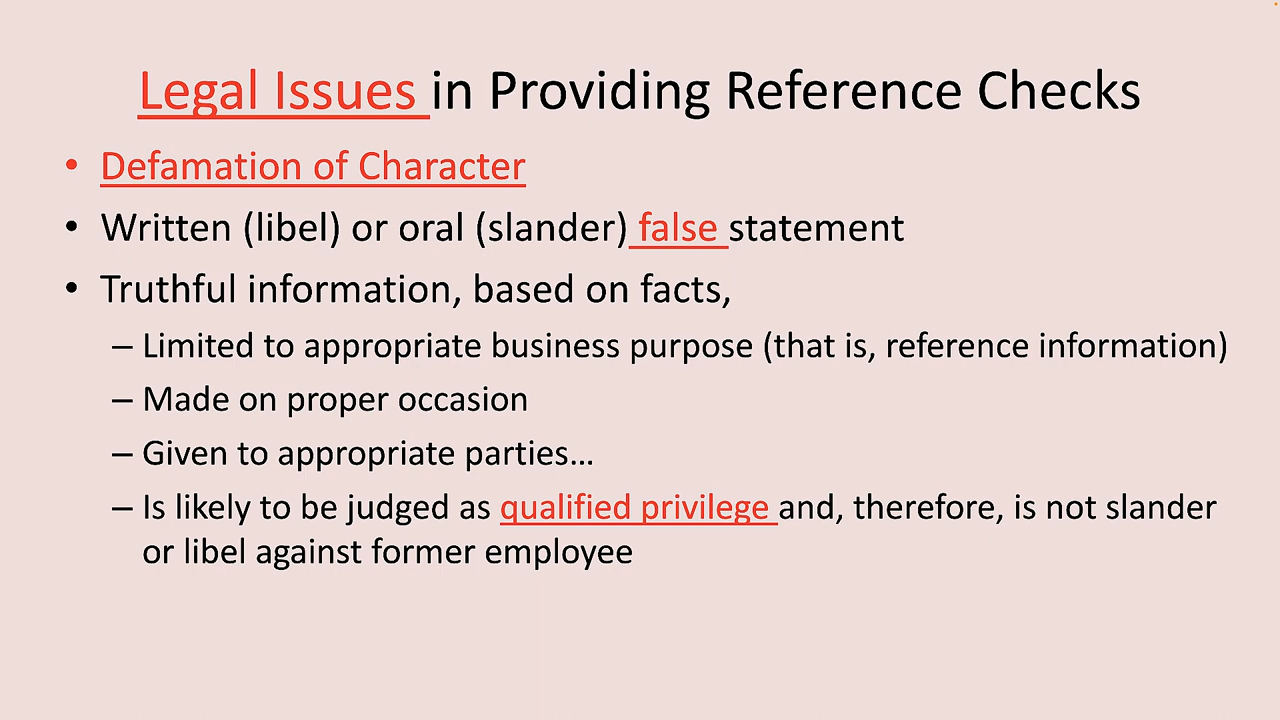 Legal Issues in Providing Reference Checks
• Defamation of Character
• Written (libel) or oral (slander) false statement
• Truthful information, based on facts,
– Limited to appropriate business purpose (that is, reference information)
– Made on proper occasion
– Given to appropriate parties…
– Is likely to be judged as qualified privilege and, therefore, is not slander
or libel against former employee